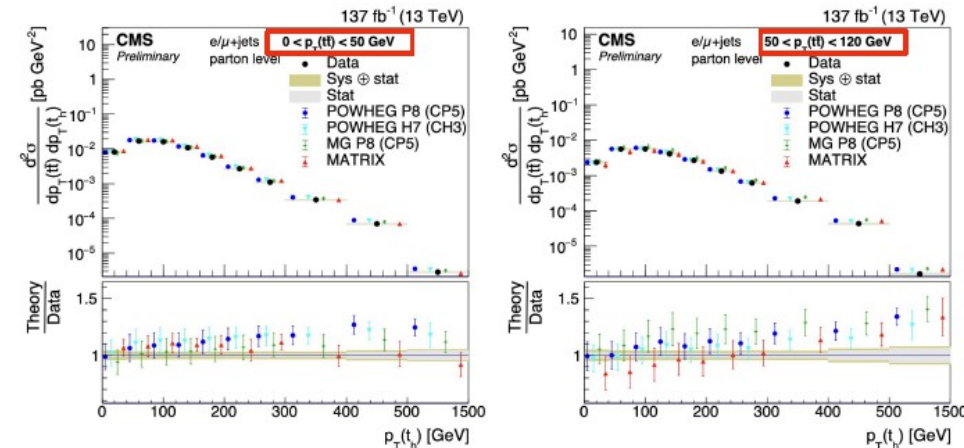 137 fb⁻¹ (13 TeV)
CMS
Preliminary
e/μ+jets
parton level
0 < p_T(tt̄) < 50 GeV
Data
Sys ⊕ stat
Stat
POWHEG P8 (CP5)
POWHEG H7 (CH3)
MG P8 (CP5)
MATRIX
d²σ
dp_T(tt̄) dp_T(t_h)
[pb GeV⁻²]
10
1
10⁻¹
10⁻²
10⁻³
10⁻⁴
10⁻⁵
Theory
Data
1.5
1
0 100 200 300 400 500 1500
p_T(t_h) [GeV]
137 fb⁻¹ (13 TeV)
CMS
Preliminary
e/μ+jets
parton level
50 < p_T(tt̄) < 120 GeV
Data
Sys ⊕ stat
Stat
POWHEG P8 (CP5)
POWHEG H7 (CH3)
MG P8 (CP5)
MATRIX
d²σ
dp_T(tt̄) dp_T(t_h)
[pb GeV⁻²]
10
1
10⁻¹
10⁻²
10⁻³
10⁻⁴
10⁻⁵
Theory
Data
1.5
1
0 100 200 300 400 500 1500
p_T(t_h) [GeV]